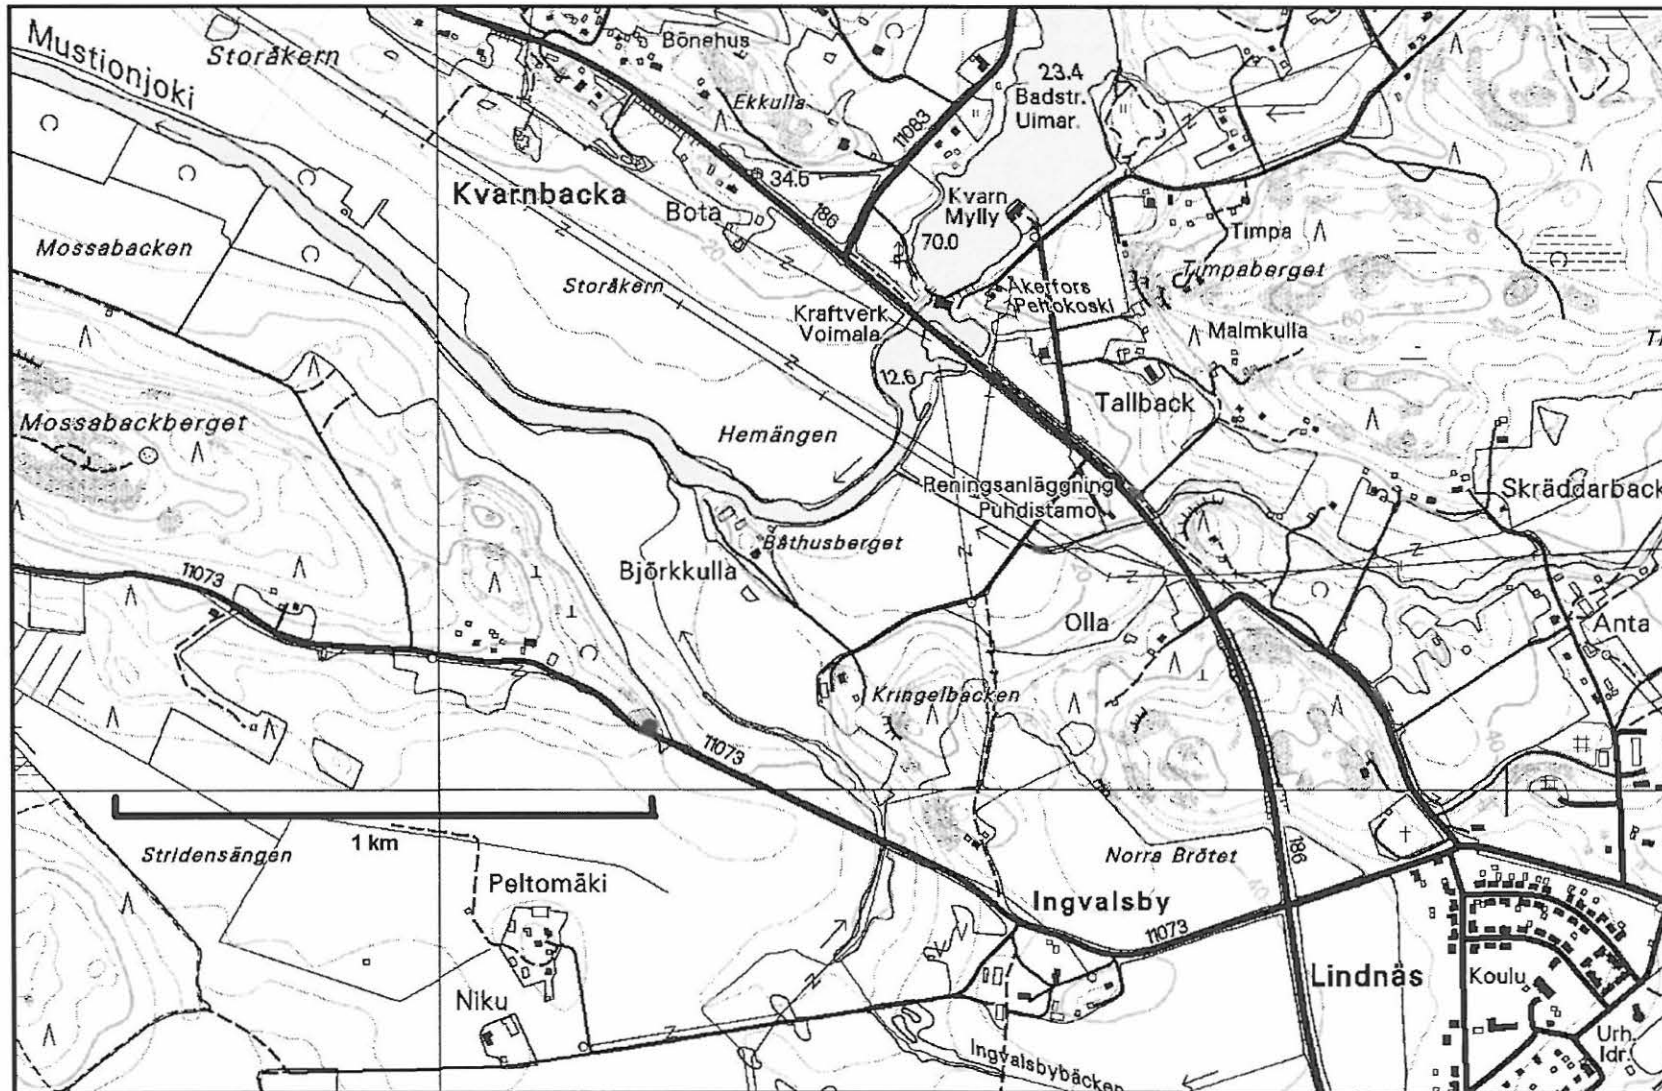 Mustionjoki
Storåkern
Bönehus
Ekkulla
23.4
Badstr.
Uimar.
11083
Kvarnbacka
34.5
Bota
186
Kvarn
Mylly
70.0
Timpa
Timpaberget
Mossabacken
Storåkern
Åkerfors
Peltokoski
Kraftverk
Voimala
Malmkulla
12.6
Tallback
Mossabackberget
Hemängen
Reningsanläggning
Puhdistamo
Skräddarback
Båthusberget
Björkkulla
11073
Olla
Anta
Kringelbacken
11073
1 km
Stridensängen
Norra Brötet
186
Peltomäki
Ingvalsby
11073
Lindnäs
Koulu
Niku
Urh.
Idr.
Ingvalsbybäcken